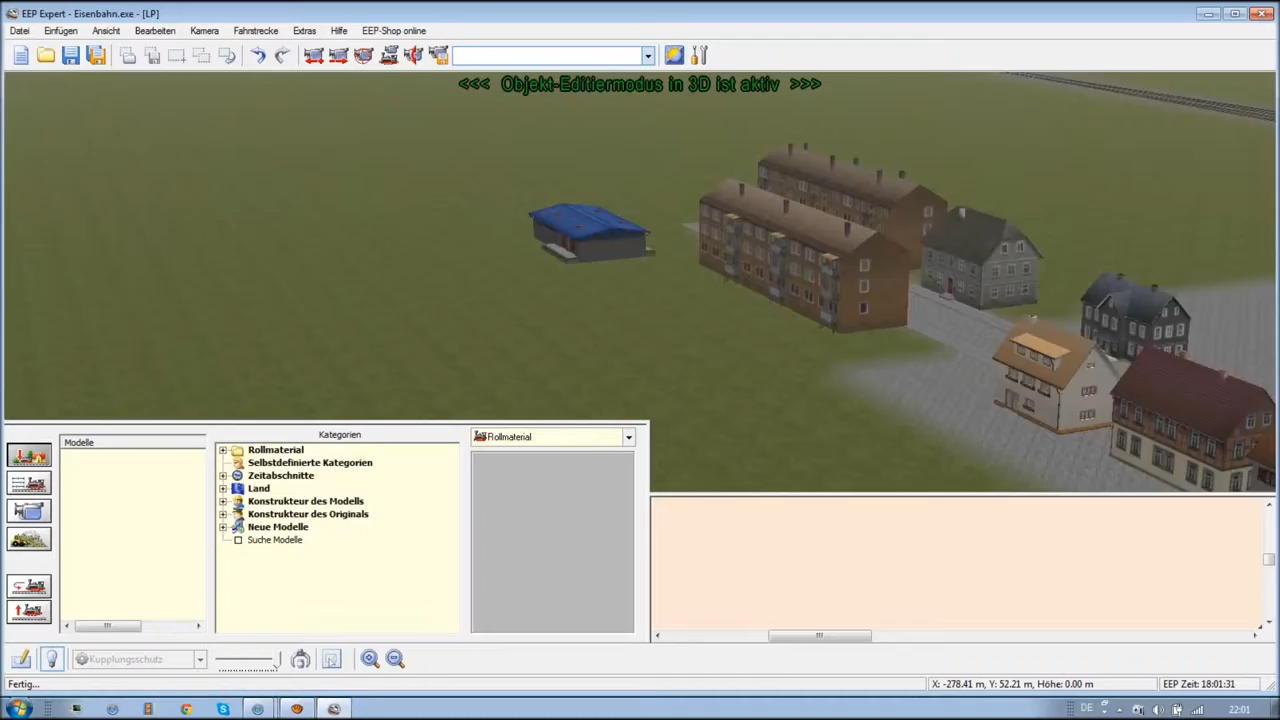 EEP Expert - Eisenbahn.exe - [LP]
Datei Einfügen Ansicht Bearbeiten Kamera Fahrstrecke Extras Hilfe EEP-Shop online
<<< Objekt-Editiermodus in 3D ist aktiv >>>
Modelle
Kategorien
Rollmaterial
Rollmaterial
Selbstdefinierte Kategorien
Zeitabschnitte
Land
Konstrukteur des Modells
Konstrukteur des Originals
Neue Modelle
Suche Modelle
Kupplungsschutz
Fertig...
X: -278.41 m, Y: 52.21 m, Höhe: 0.00 m
EEP Zeit: 18:01:31
DE
22:01